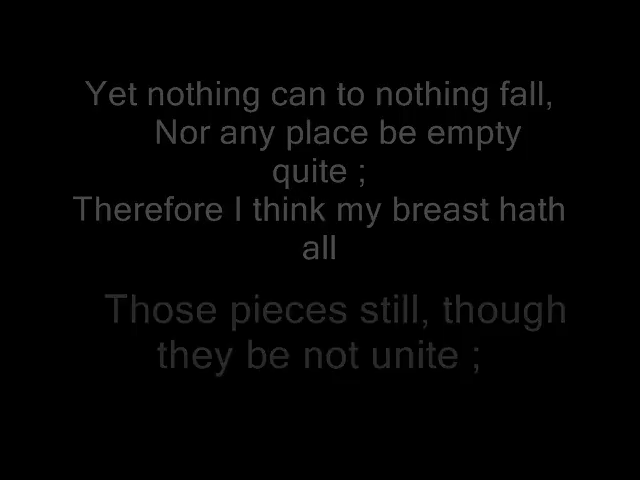 Yet nothing can to nothing fall,
Nor any place be empty
quite ;
Therefore I think my breast hath
all
Those pieces still, though
they be not unite ;